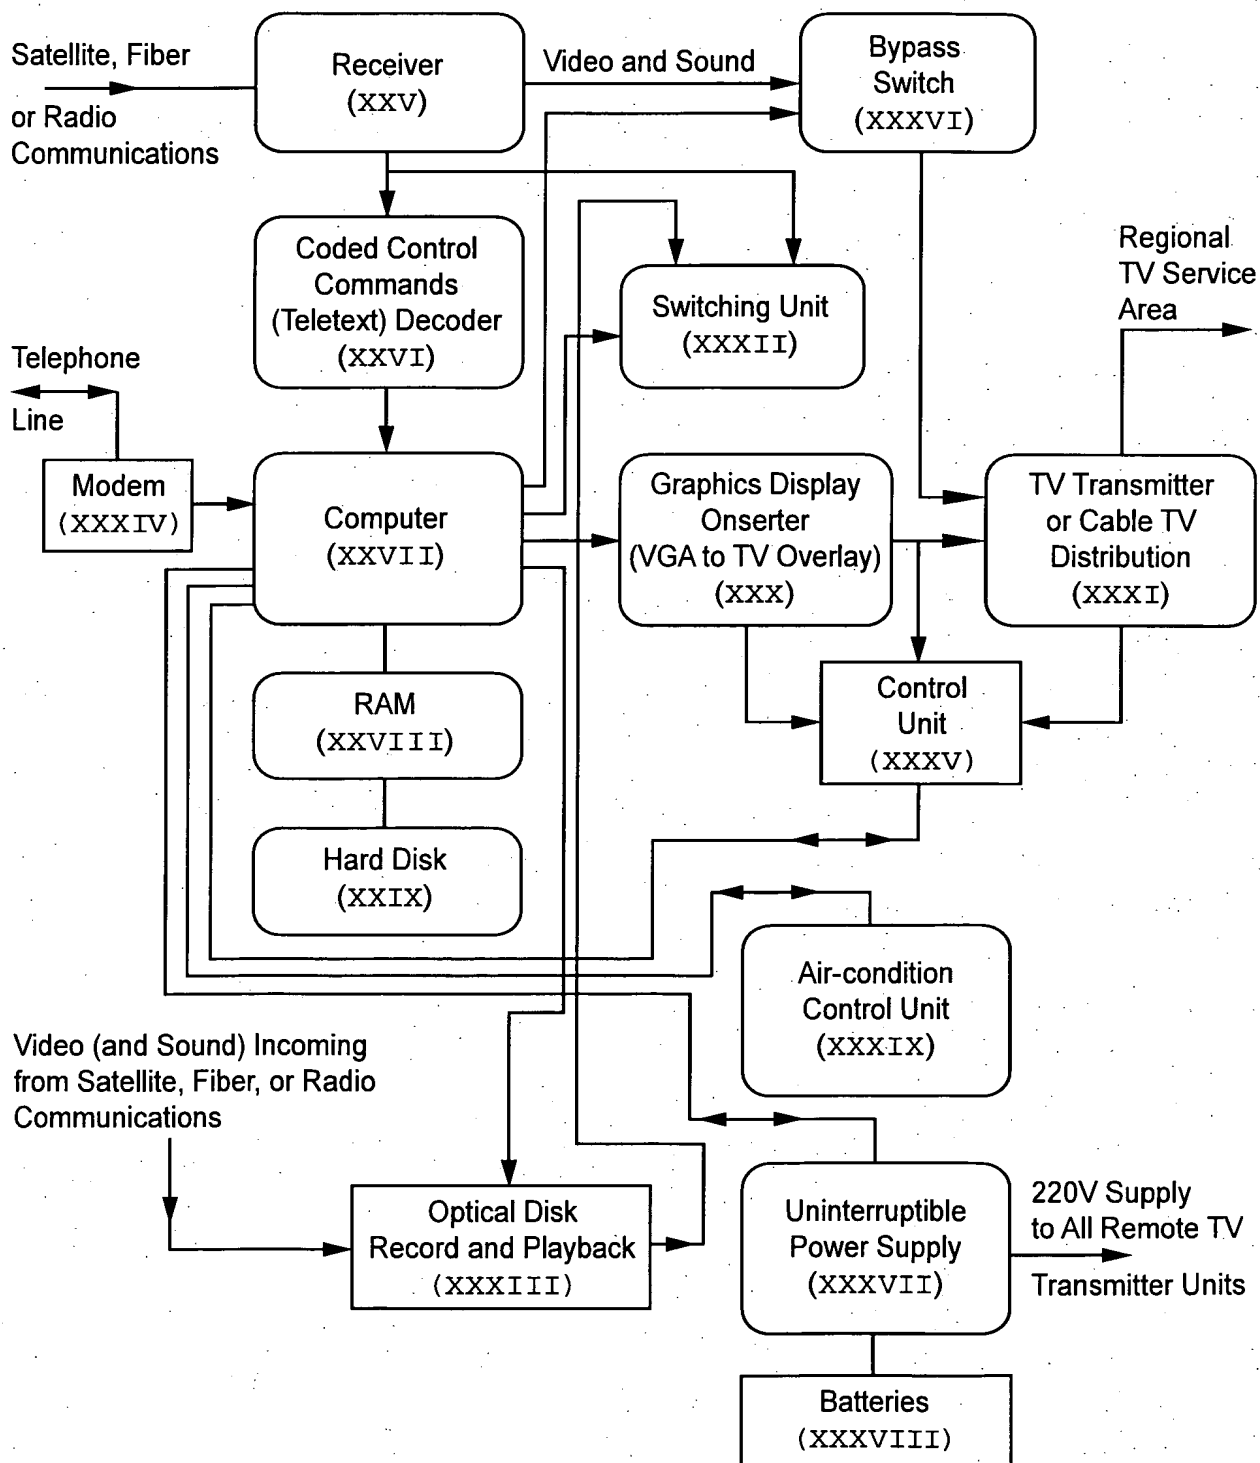 Satellite, Fiber
or Radio
Communications
Receiver
(XXV)
Video and Sound
Bypass
Switch
(XXXVI)
Coded Control
Commands
(Teletext) Decoder
(XXVI)
Switching Unit
(XXXII)
Regional
TV Service
Area
Telephone
Line
Modem
(XXXIV)
Computer
(XXVII)
Graphics Display
Onserter
(VGA to TV Overlay)
(XXX)
TV Transmitter
or Cable TV
Distribution
(XXXI)
RAM
(XXVIII)
Control
Unit
(XXXV)
Hard Disk
(XXIX)
Air-condition
Control Unit
(XXXIX)
Video (and Sound) Incoming
from Satellite, Fiber, or Radio
Communications
Optical Disk
Record and Playback
(XXXIII)
Uninterruptible
Power Supply
(XXXVII)
220V Supply
to All Remote TV
Transmitter Units
Batteries
(XXXVIII)